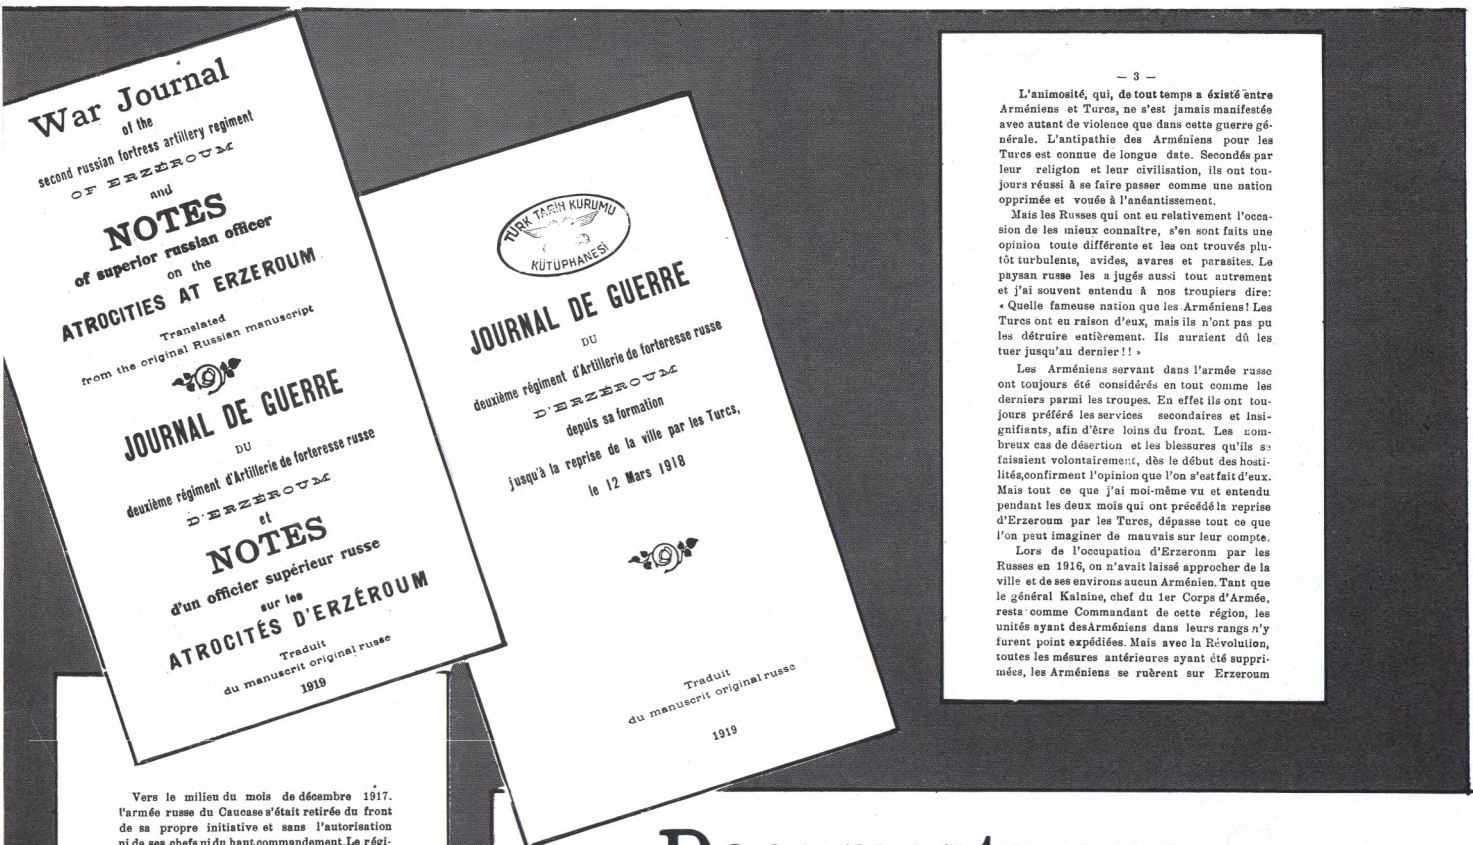 War Journal
of the
second russian fortress artillery regiment
OF ERZÉROUM
and
NOTES
of superior russian officer
on the
ATROCITIES AT ERZEROUM
Translated
from the original Russian manuscript
JOURNAL DE GUERRE
DU
deuxième régiment d'Artillerie de forteresse russe
D'ERZÉROUM
et
NOTES
d'un officier supérieur russe
sur les
ATROCITÉS D'ERZÉROUM
Traduit
du manuscrit original russe
1919
TÜRK TARİH KURUMU
KÜTÜPHANESİ
JOURNAL DE GUERRE
DU
deuxième régiment d'Artillerie de forteresse russe
D'ERZÉROUM
depuis sa formation
jusqu'à la reprise de la ville par les Turcs,
le 12 Mars 1918
Traduit
du manuscrit original russe
1919
— 3 —
L'animosité, qui, de tout temps a éxisté entre
Arméniens et Turcs, ne s'est jamais manifestée
avec autant de violence que dans cette guerre gé-
nérale. L'antipathie des Arméniens pour les
Turcs est connue de longue date. Secondés par
leur religion et leur civilisation, ils ont tou-
jours réussi à se faire passer comme une nation
opprimée et vouée à l'anéantissement.
Mais les Russes qui ont eu relativement l'occa-
sion de les mieux connaître, s'en sont faits une
opinion toute différente et les ont trouvés plu-
tôt turbulents, avides, avares et parasites. Le
paysan russe les a jugés aussi tout autrement
et j'ai souvent entendu à nos troupiers dire:
« Quelle fameuse nation que les Arméniens! Les
Turcs ont eu raison d'eux, mais ils n'ont pas pu
les détruire entièrement. Ils auraient dû les
tuer jusqu'au dernier!! »
Les Arméniens servant dans l'armée russe
ont toujours été considérés en tout comme les
derniers parmi les troupes. En effet ils ont tou-
jours préféré les services secondaires et insi-
gnifiants, afin d'être loins du front. Les nom-
breux cas de désertion et les blessures qu'ils se
faisaient volontairement, dès le début des hosti-
lités,confirment l'opinion que l'on s'est fait d'eux.
Mais tout ce que j'ai moi-même vu et entendu
pendant les deux mois qui ont précédé la reprise
d'Erzeroum par les Turcs, dépasse tout ce que
l'on peut imaginer de mauvais sur leur compte.
Lors de l'occupation d'Erzeronm par les
Russes en 1916, on n'avait laissé approcher de la
ville et de ses environs aucun Arménien. Tant que
le général Kalnine, chef du 1er Corps d'Armée,
resta comme Commandant de cette région, les
unités ayant desArméniens dans leurs rangs n'y
furent point expédiées. Mais avec la Révolution,
toutes les mésures antérieures ayant été suppri-
mées, les Arméniens se ruèrent sur Erzeroum
Vers le milieu du mois de décembre 1917.
l'armée russe du Caucase s'était retirée du front
de sa propre initiative et sans l'autorisation
ni de ses chefs ni du haut commandement. Le régi-